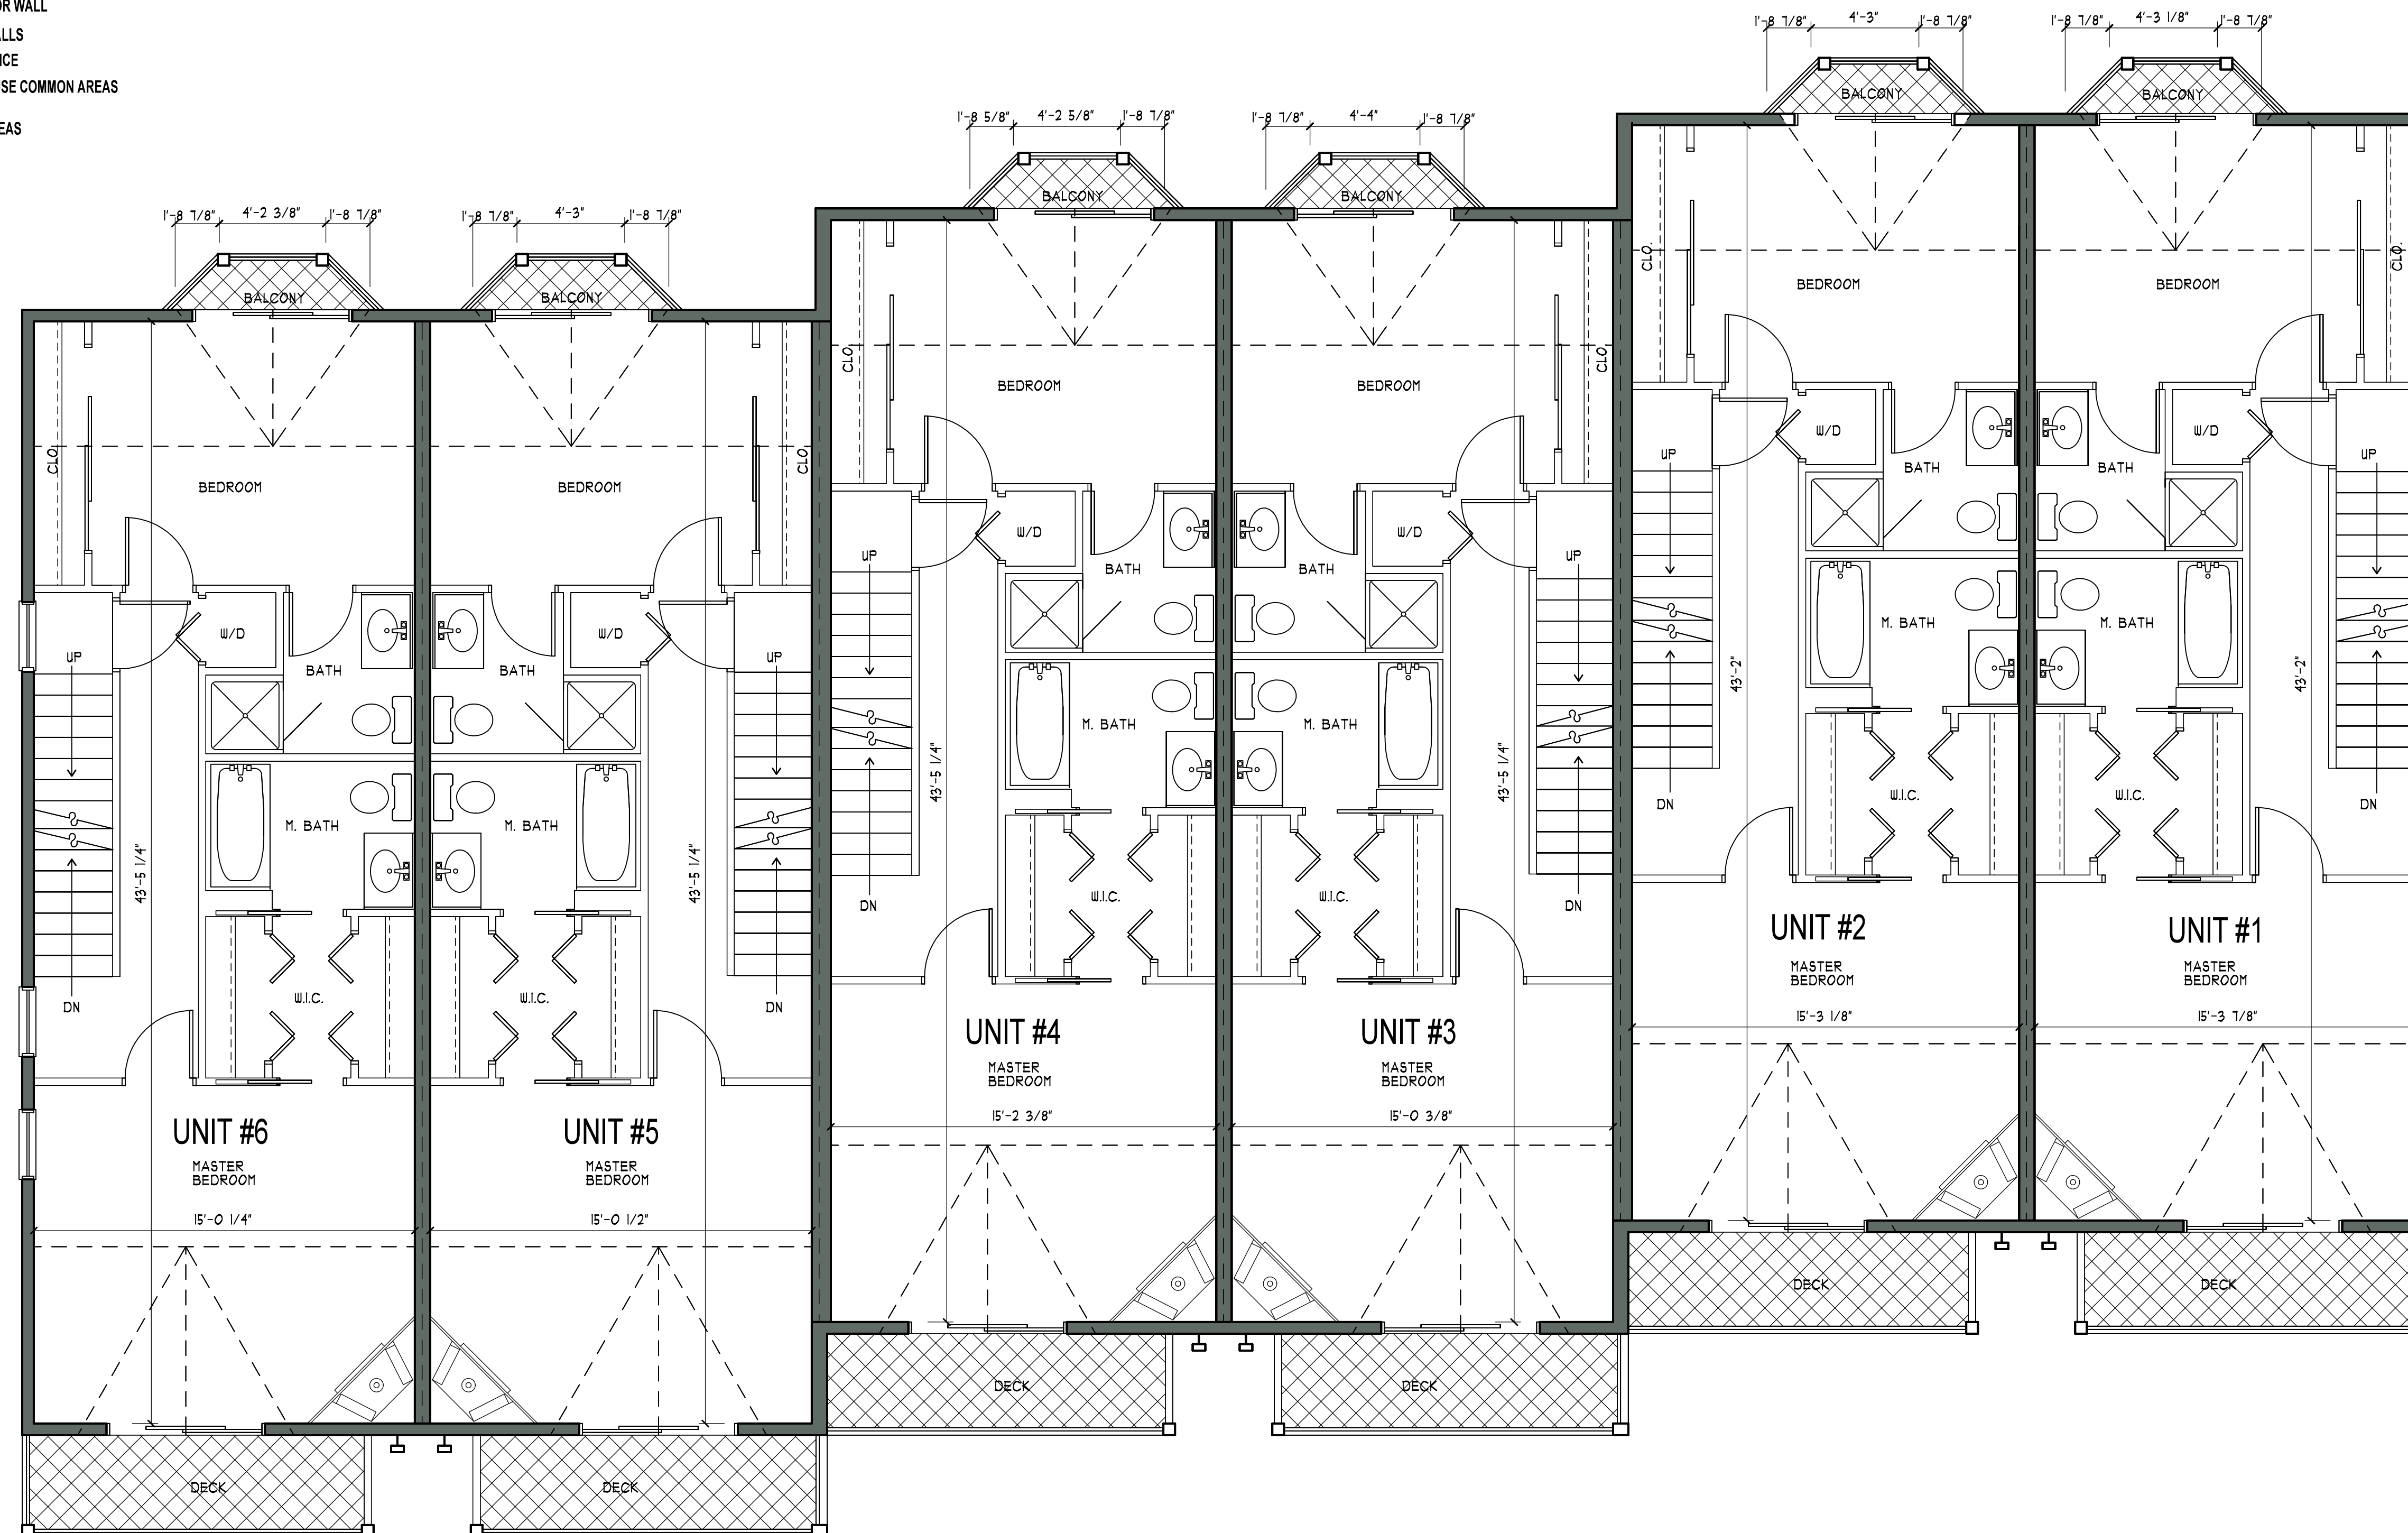 OR WALL
ALLS
NCE
USE COMMON AREAS
EAS
1'-8 7/8" 4'-3" 1'-8 7/8"
1'-8 7/8" 4'-3 1/8" 1'-8 7/8"
BALCONY
BALCONY
1'-8 5/8" 4'-2 5/8" 1'-8 7/8"
1'-8 7/8" 4'-4" 1'-8 7/8"
BALCONY
BALCONY
1'-8 7/8" 4'-2 3/8" 1'-8 7/8"
1'-8 7/8" 4'-3" 1'-8 7/8"
BALCONY
BALCONY
CLO.
BEDROOM
BEDROOM
CLO.
W/D
BATH
BATH
W/D
UP
UP
M. BATH
M. BATH
43'-2"
43'-2"
W.I.C.
W.I.C.
DN
DN
UNIT #2
UNIT #1
MASTER
BEDROOM
MASTER
BEDROOM
15'-3 1/8"
15'-3 7/8"
DECK
DECK
CLO.
BEDROOM
BEDROOM
CLO.
W/D
W/D
UP
UP
BATH
BATH
M. BATH
M. BATH
43'-5 1/4"
43'-5 1/4"
W.I.C.
W.I.C.
DN
DN
UNIT #4
UNIT #3
MASTER
BEDROOM
MASTER
BEDROOM
15'-2 3/8"
15'-0 3/8"
DECK
DECK
CLO.
BEDROOM
BEDROOM
CLO.
W/D
W/D
UP
UP
BATH
BATH
M. BATH
M. BATH
43'-5 1/4"
43'-5 1/4"
W.I.C.
W.I.C.
DN
DN
UNIT #6
UNIT #5
MASTER
BEDROOM
MASTER
BEDROOM
15'-0 1/4"
15'-0 1/2"
DECK
DECK